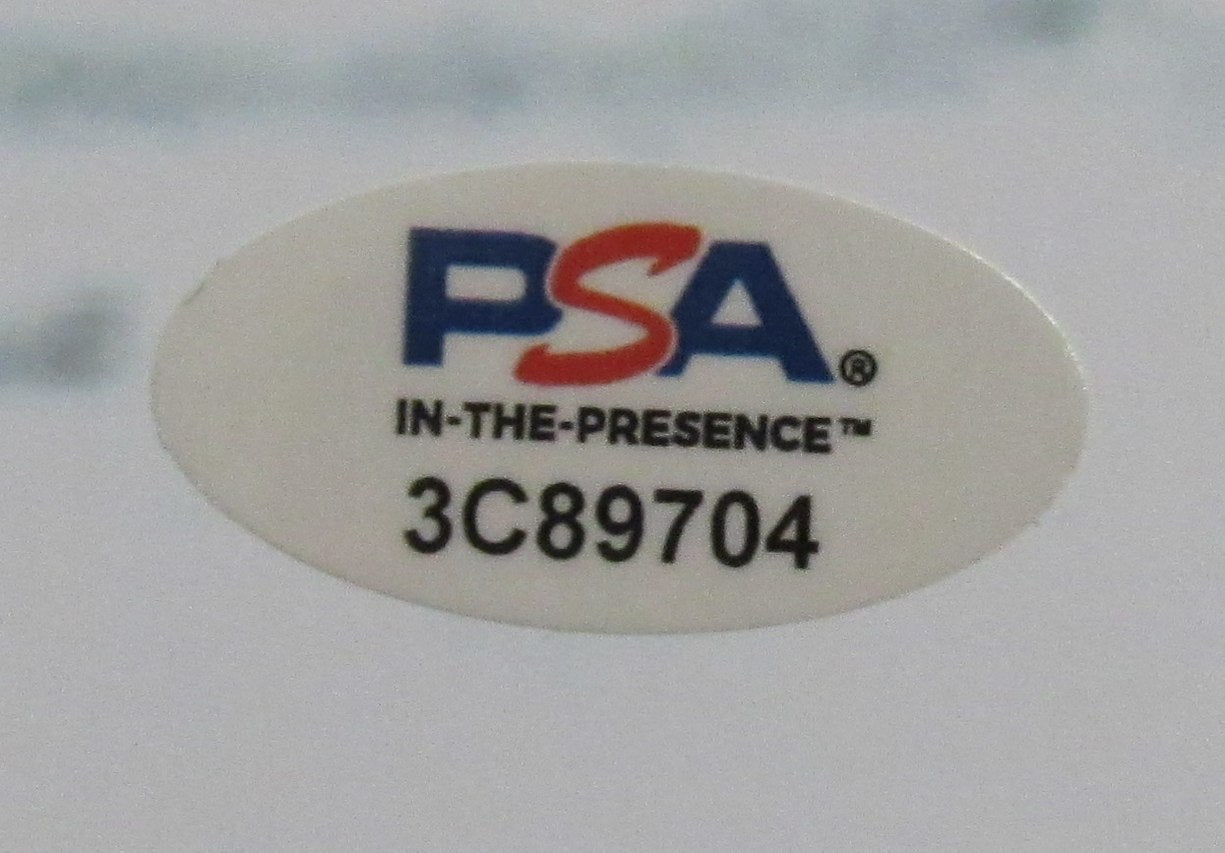 PSA®
IN-THE-PRESENCE™
3C89704